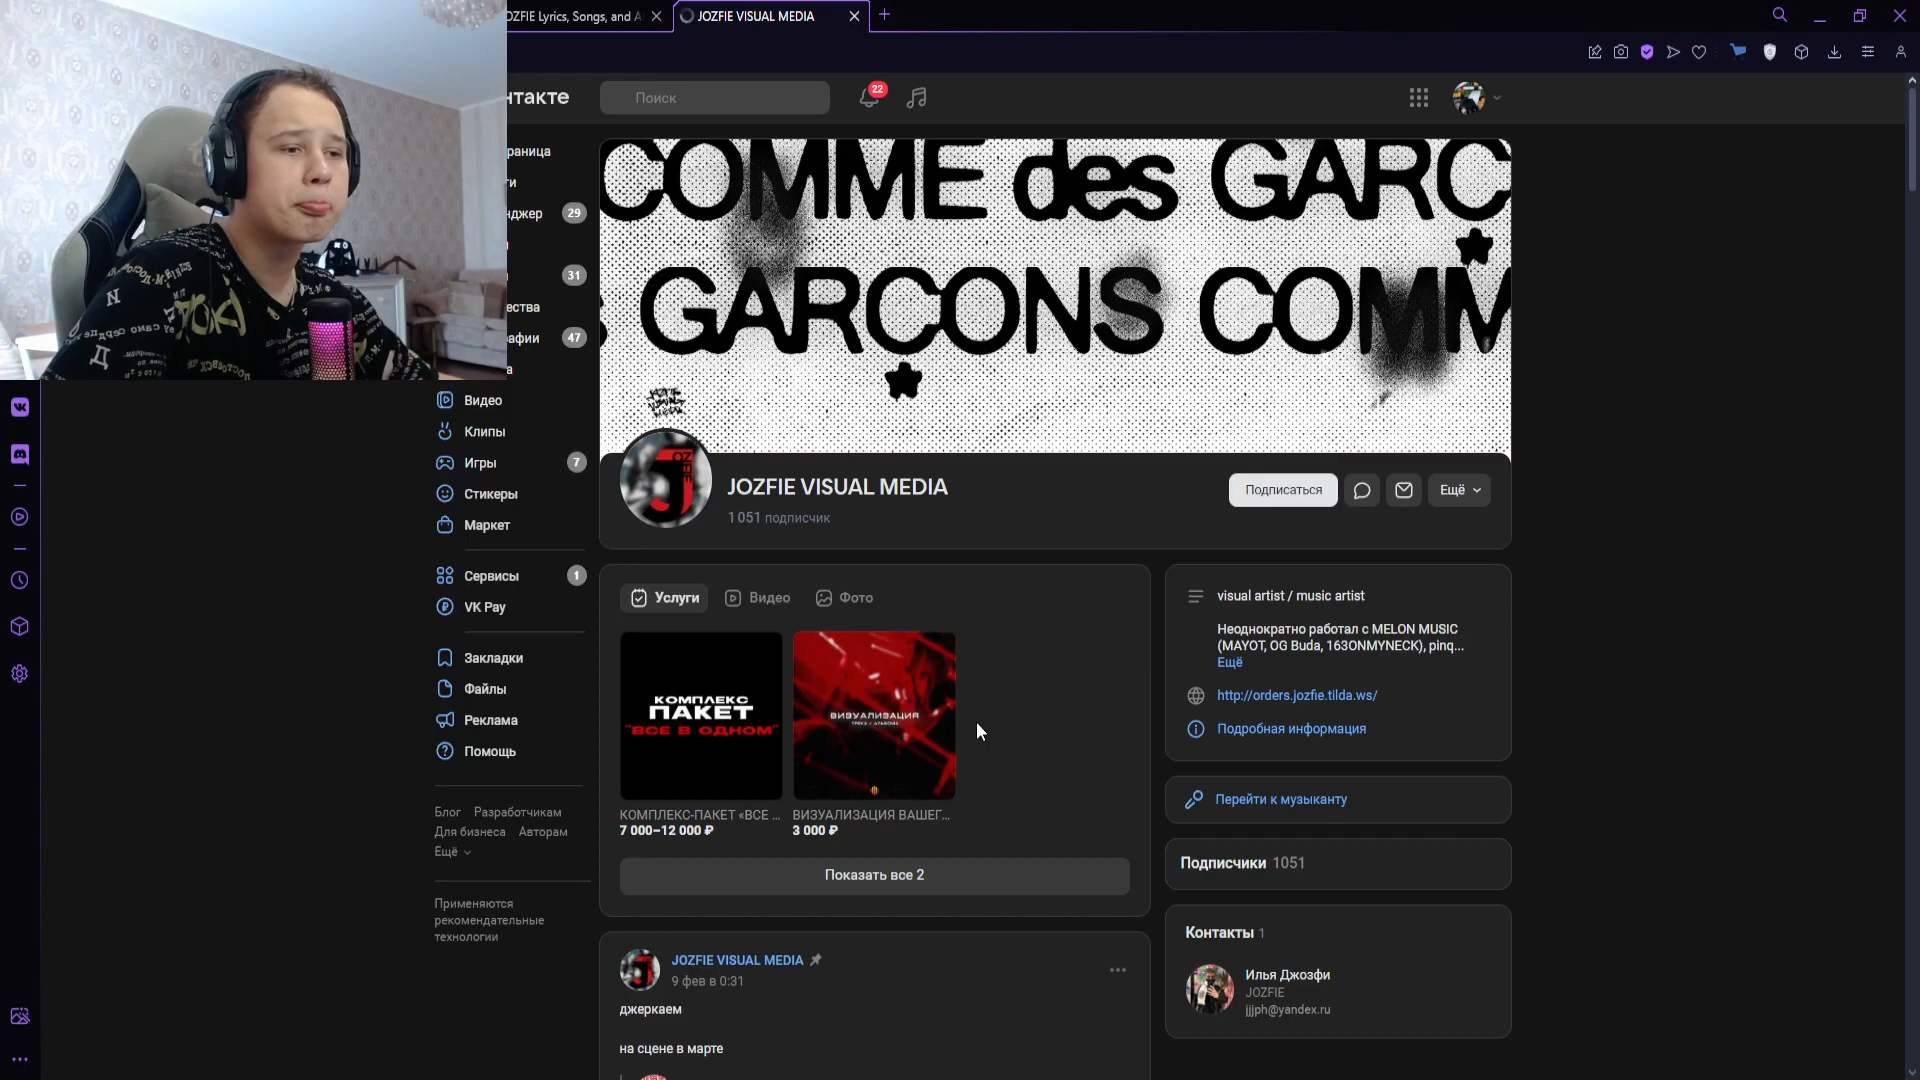 OZFIE Lyrics, Songs, and A
JOZFIE VISUAL MEDIA
нтакте
Поиск
22
раница
ти
нджер
29
31
ества
рафии
47
а
Видео
Клипы
Игры
7
Стикеры
Маркет
Сервисы
1
VK Pay
Закладки
Файлы
Реклама
Помощь
Блог Разработчикам
Для бизнеса Авторам
Ещё
Применяются
рекомендательные
технологии
COMME des GARC
GARCONS COMM
JOZFIE VISUAL MEDIA
1 051 подписчик
Подписаться
Ещё
Услуги
Видео
Фото
КОМПЛЕКС
ПАКЕТ
"ВСЕ В ОДНОМ"
ВИЗУАЛИЗАЦИЯ
ТРЕКА / АЛЬБОМА
КОМПЛЕКС-ПАКЕТ «ВСЕ ...
7 000–12 000 ₽
ВИЗУАЛИЗАЦИЯ ВАШЕГ...
3 000 ₽
Показать все 2
JOZFIE VISUAL MEDIA
9 фев в 0:31
джеркаем
на сцене в марте
visual artist / music artist
Неоднократно работал с MELON MUSIC
(MAYOT, OG Buda, 163ONMYNECK), pinq...
Ещё
http://orders.jozfie.tilda.ws/
Подробная информация
Перейти к музыканту
Подписчики 1051
Контакты 1
Илья Джозфи
JOZFIE
jjjph@yandex.ru